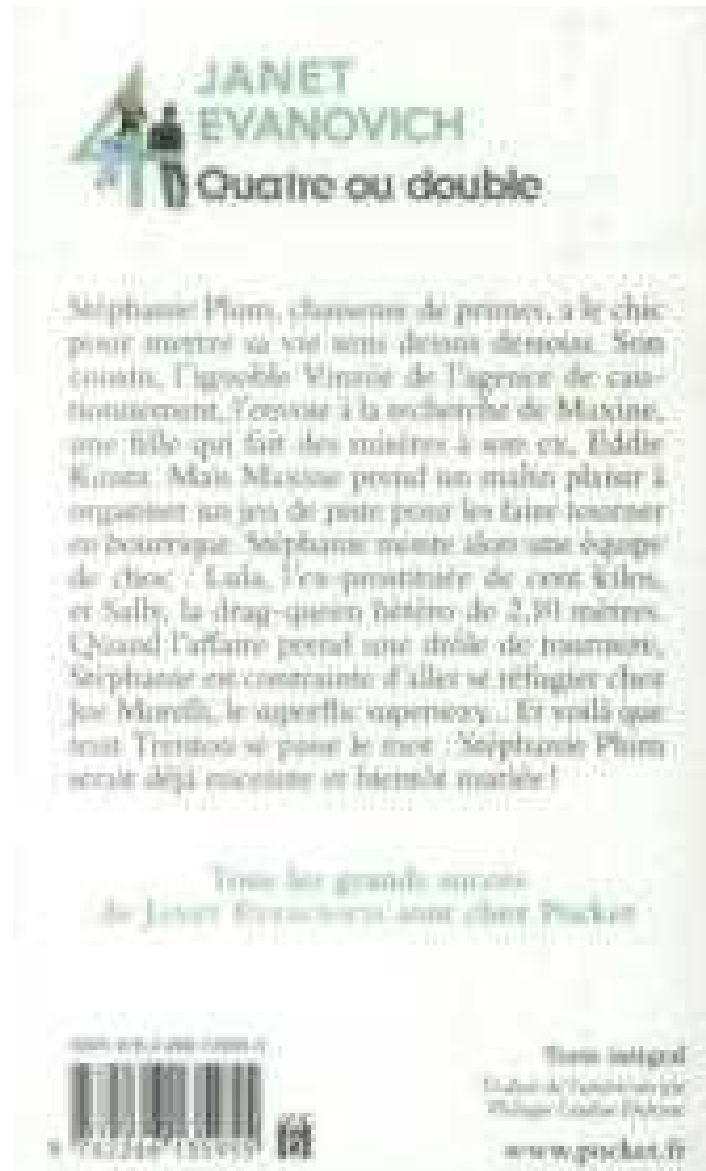 JANET
EVANOVICH
Quatre ou double
Stéphanie Plum, chasseuse de primes, a le chic
pour mettre sa vie sens dessus dessous. Son
cousin, l'ignoble Vinnie de l'agence de cau-
tionnement, l'envoie à la recherche de Maxine,
une fille qui fait des misères à son ex, Eddie
Kuntz. Mais Maxine prend un malin plaisir à
organiser un jeu de piste pour les faire tourner
en bourrique. Stéphanie monte alors une équipe
de choc : Lula, l'ex-prostituée de cent kilos,
et Sally, la drag-queen hétéro de 2,10 mètres.
Quand l'affaire prend une drôle de tournure,
Stéphanie est contrainte d'aller se réfugier chez
Joe Morelli, le superflic supersexy... Et voilà que
tout Trenton se passe le mot : Stéphanie Plum
serait déjà enceinte et bientôt mariée !
Tous les grands succès
de JANET EVANOVICH sont chez Pocket
Texte intégral
Traduit de l'américain par
www.pocket.fr